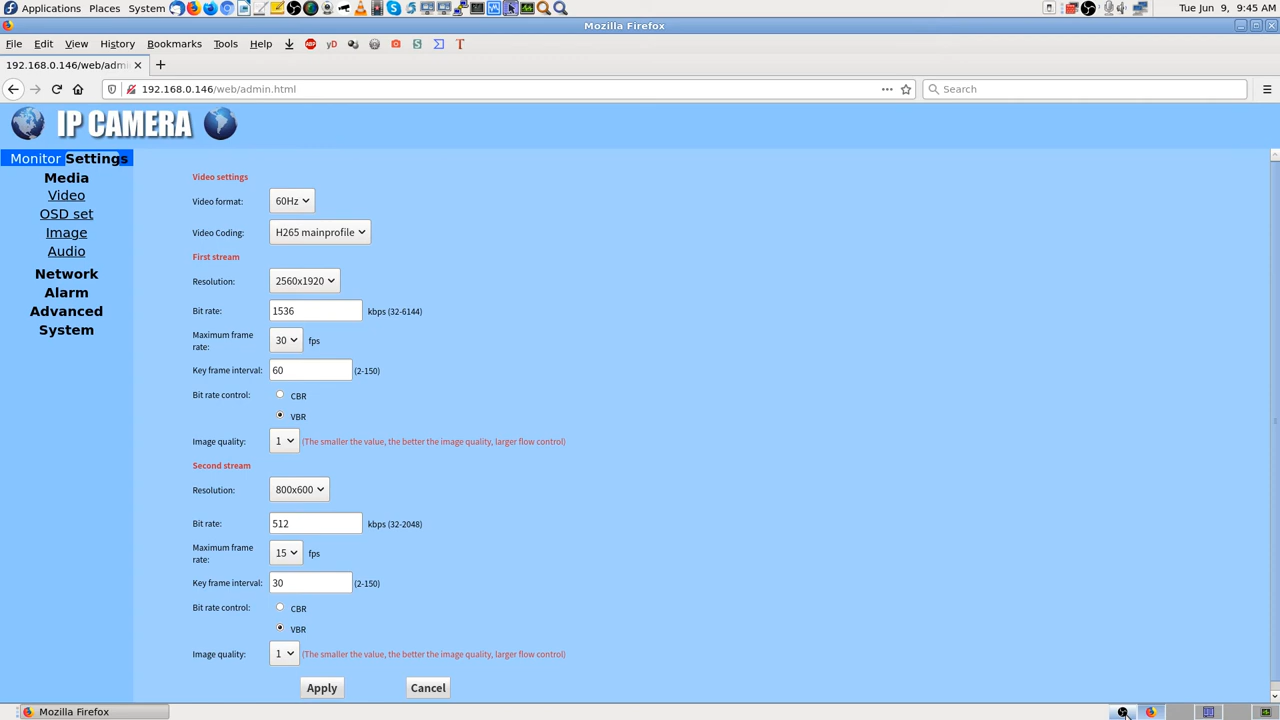 Applications Places System Tue Jun 9, 9:45 AM
Mozilla Firefox
File Edit View History Bookmarks Tools Help
192.168.0.146/web/adm
192.168.0.146/web/admin.html Search
IP CAMERA
Monitor Settings
Media
Video
OSD set
Image
Audio
Network
Alarm
Advanced
System
Video settings
Video format: 60Hz
Video Coding: H265 mainprofile
First stream
Resolution: 2560x1920
Bit rate: 1536 kbps (32-6144)
Maximum frame
rate: 30 fps
Key frame interval: 60 (2-150)
Bit rate control: CBR
VBR
Image quality: 1 (The smaller the value, the better the image quality, larger flow control)
Second stream
Resolution: 800x600
Bit rate: 512 kbps (32-2048)
Maximum frame
rate: 15 fps
Key frame interval: 30 (2-150)
Bit rate control: CBR
VBR
Image quality: 1 (The smaller the value, the better the image quality, larger flow control)
Apply Cancel
Mozilla Firefox